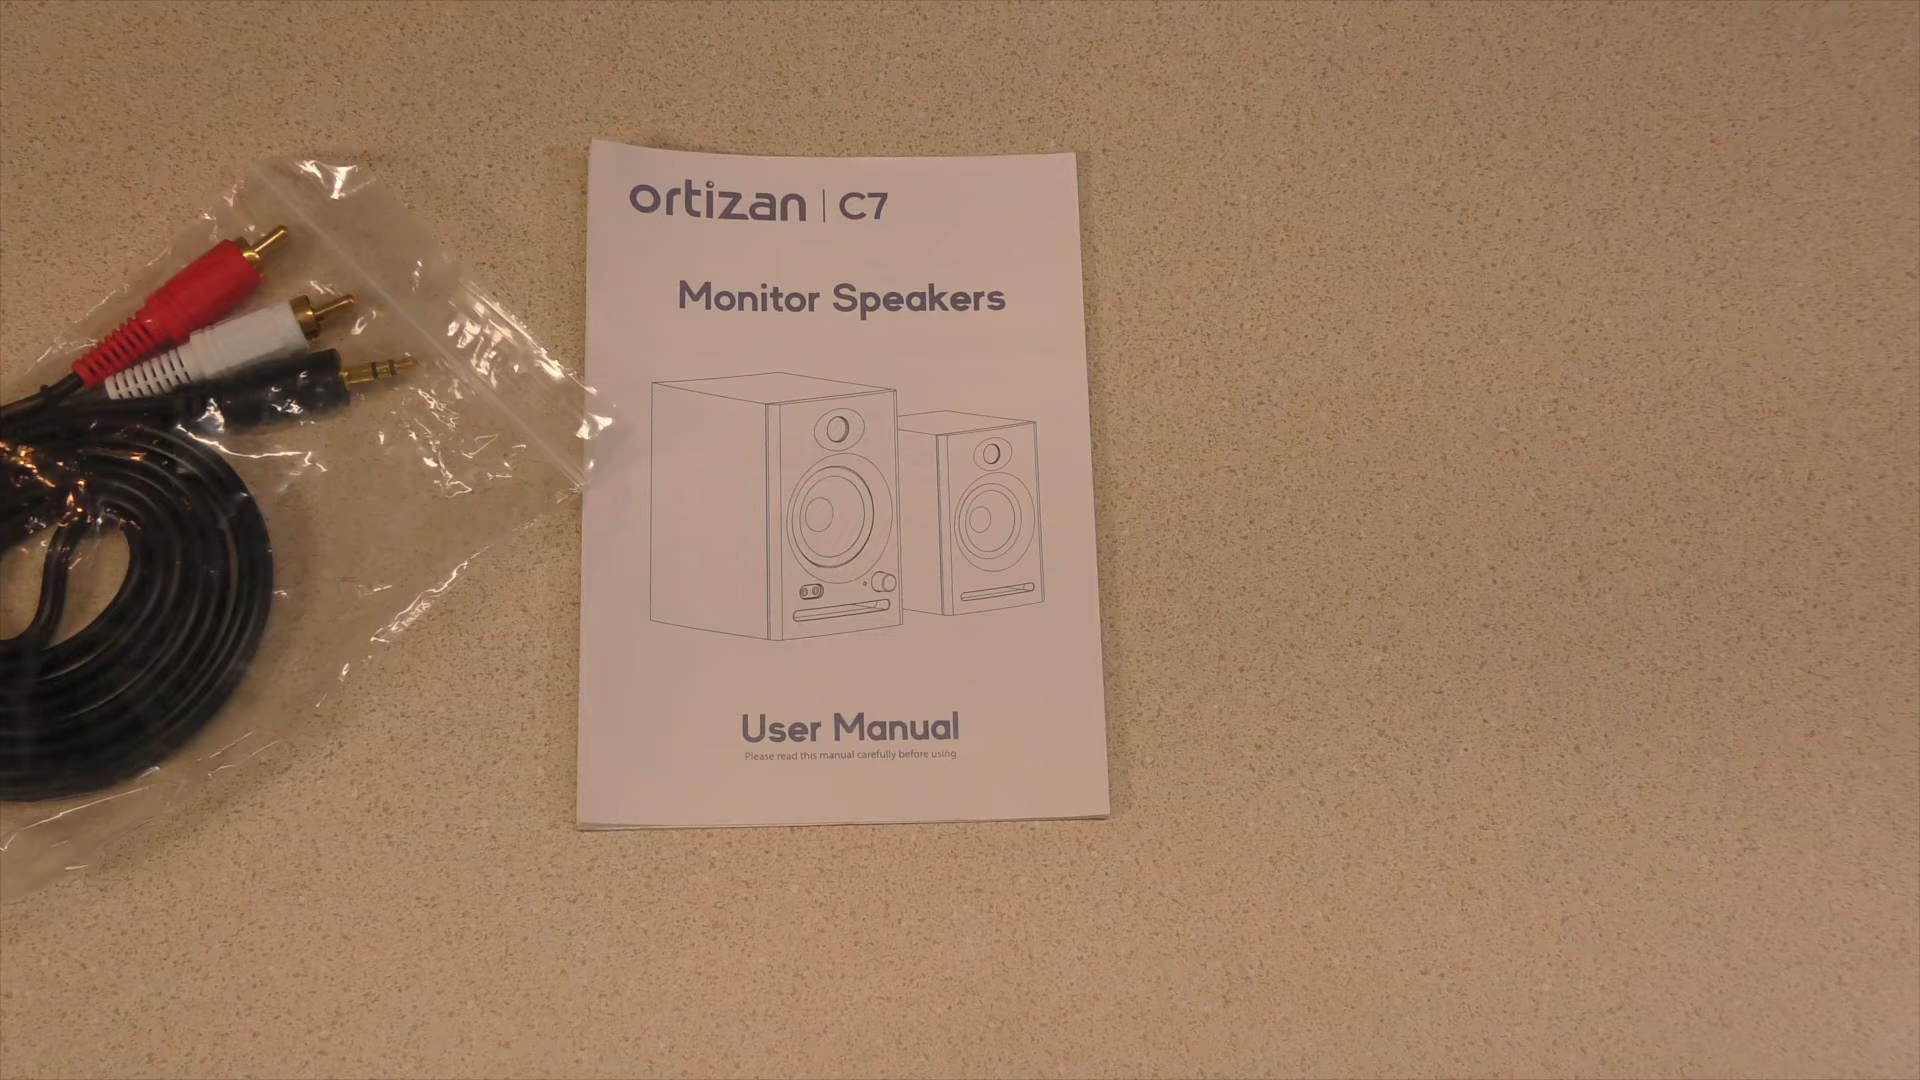 ortizan | C7
Monitor Speakers
User Manual
Please read this manual carefully before using